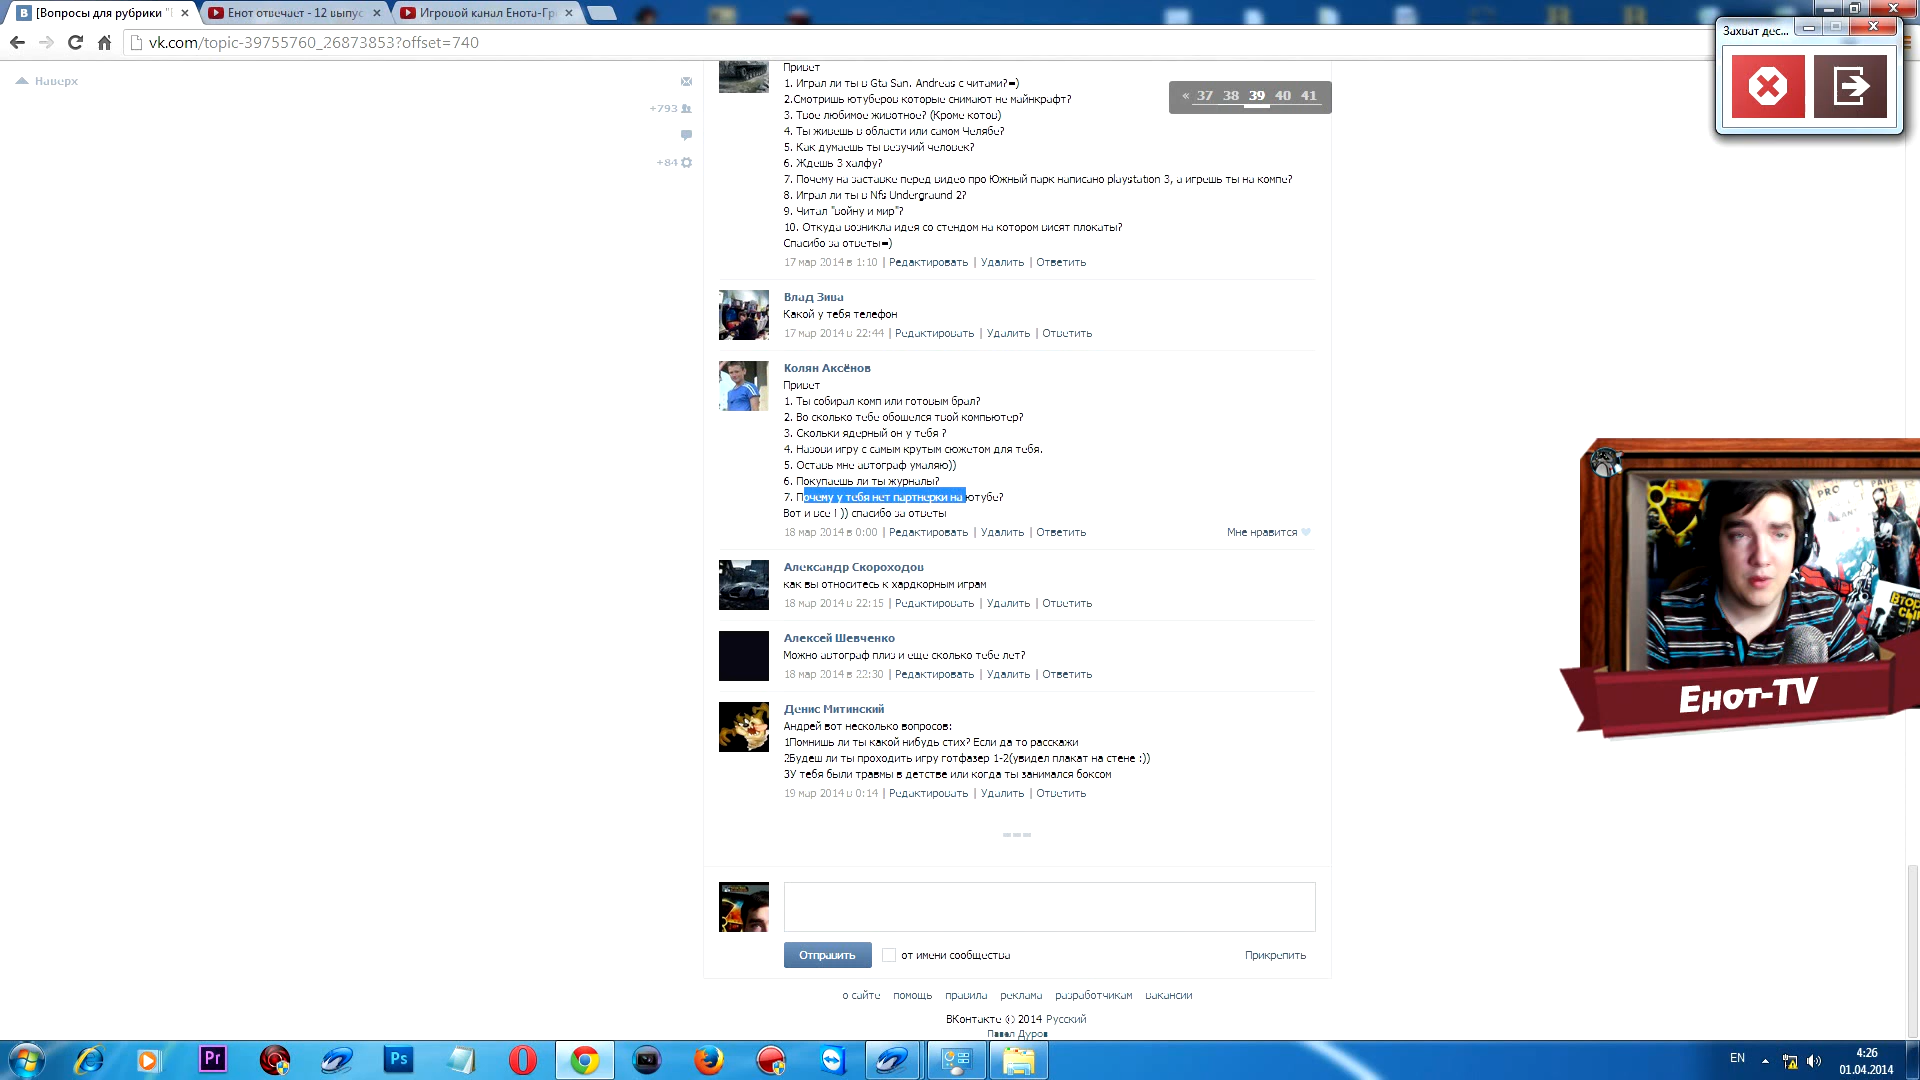 [Вопросы для рубрики "Е
Енот отвечает - 12 выпус
Игровой канал Енота-Гр
vk.com/topic-39755760_26873853?offset=740
Захват дес...
Наверх
+793
+84
« 37 38 39 40 41
Привет
1. Играл ли ты в Gta San. Andreas с читами?=)
2.Смотришь ютуберов которые снимают не майнкрафт?
3. Твое любимое животное? (Кроме котов)
4. Ты живешь в области или самом Челябе?
5. Как думаешь ты везучий человек?
6. Ждешь 3 халфу?
7. Почему на заставке перед видео про Южный парк написано playstation 3, а игрешь ты на компе?
8. Играл ли ты в Nfs Undergraund 2?
9. Читал "войну и мир"?
10. Откуда возникла идея со стендом на котором висят плокаты?
Спасибо за ответы=)
17 мар 2014 в 1:10 | Редактировать | Удалить | Ответить
Влад Зива
Какой у тебя телефон
17 мар 2014 в 22:44 | Редактировать | Удалить | Ответить
Колян Аксёнов
Привет
1. Ты собирал комп или готовым брал?
2. Во сколько тебе обошелся твой компьютер?
3. Скольки ядерный он у тебя ?
4. Назови игру с самым крутым сюжетом для тебя.
5. Оставь мне автограф умаляю))
6. Покупаешь ли ты журналы?
7. Почему у тебя нет партнерки на ютубе?
Вот и все ! )) спасибо за ответы
18 мар 2014 в 0:00 | Редактировать | Удалить | Ответить
Мне нравится
Александр Скороходов
как вы относитесь к хардкорным играм
18 мар 2014 в 22:15 | Редактировать | Удалить | Ответить
Алексей Шевченко
Можно автограф плиз и еще сколько тебе лет?
18 мар 2014 в 22:30 | Редактировать | Удалить | Ответить
Денис Митинский
Андрей вот несколько вопросов:
1Помнишь ли ты какой нибудь стих? Если да то расскажи
2Будеш ли ты проходить игру готфазер 1-2(увидел плакат на стене :))
3У тебя были травмы в детстве или когда ты занимался боксом
19 мар 2014 в 0:14 | Редактировать | Удалить | Ответить
Енот-TV
Отправить
от имени сообщества
Прикрепить
о сайте помощь правила реклама разработчикам вакансии
ВКонтакте © 2014 Русский
Павел Дуров
Pr
Ps
EN
4:26
01.04.2014